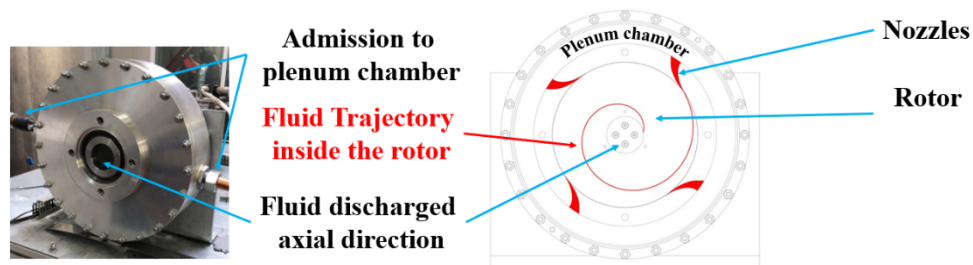 Admission to
plenum chamber
Fluid Trajectory
inside the rotor
Fluid discharged
axial direction
Plenum chamber
Nozzles
Rotor